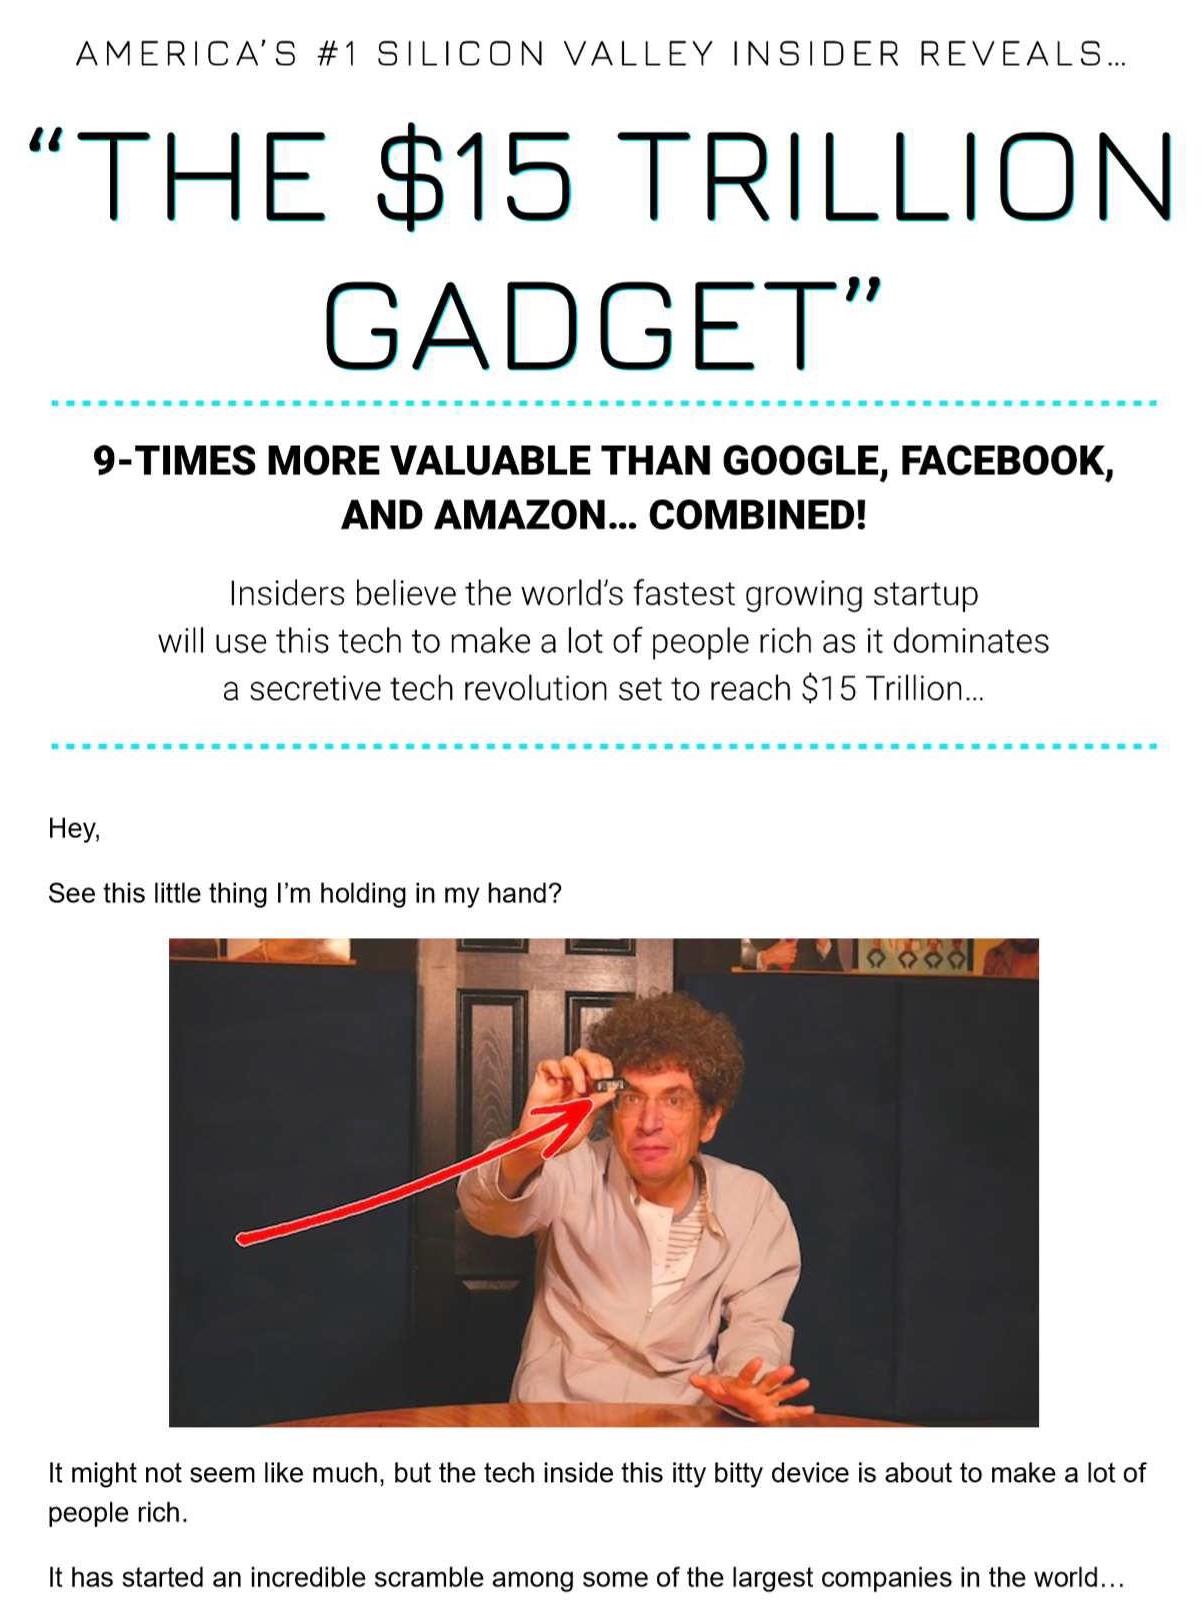 AMERICA'S #1 SILICON VALLEY INSIDER REVEALS...
“THE $15 TRILLION
GADGET”
9-TIMES MORE VALUABLE THAN GOOGLE, FACEBOOK,
AND AMAZON... COMBINED!
Insiders believe the world's fastest growing startup
will use this tech to make a lot of people rich as it dominates
a secretive tech revolution set to reach $15 Trillion...
Hey,
See this little thing I’m holding in my hand?
It might not seem like much, but the tech inside this itty bitty device is about to make a lot of
people rich.
It has started an incredible scramble among some of the largest companies in the world…